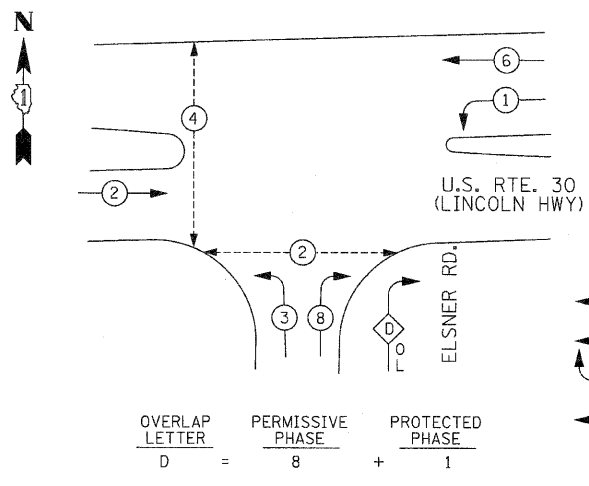 N
1
6
1
4
2
U.S. RTE. 30
(LINCOLN HWY)
2
3
8
D
OL
ELSNER RD.
OVERLAP LETTER
PERMISSIVE PHASE
PROTECTED PHASE
D = 8 + 1